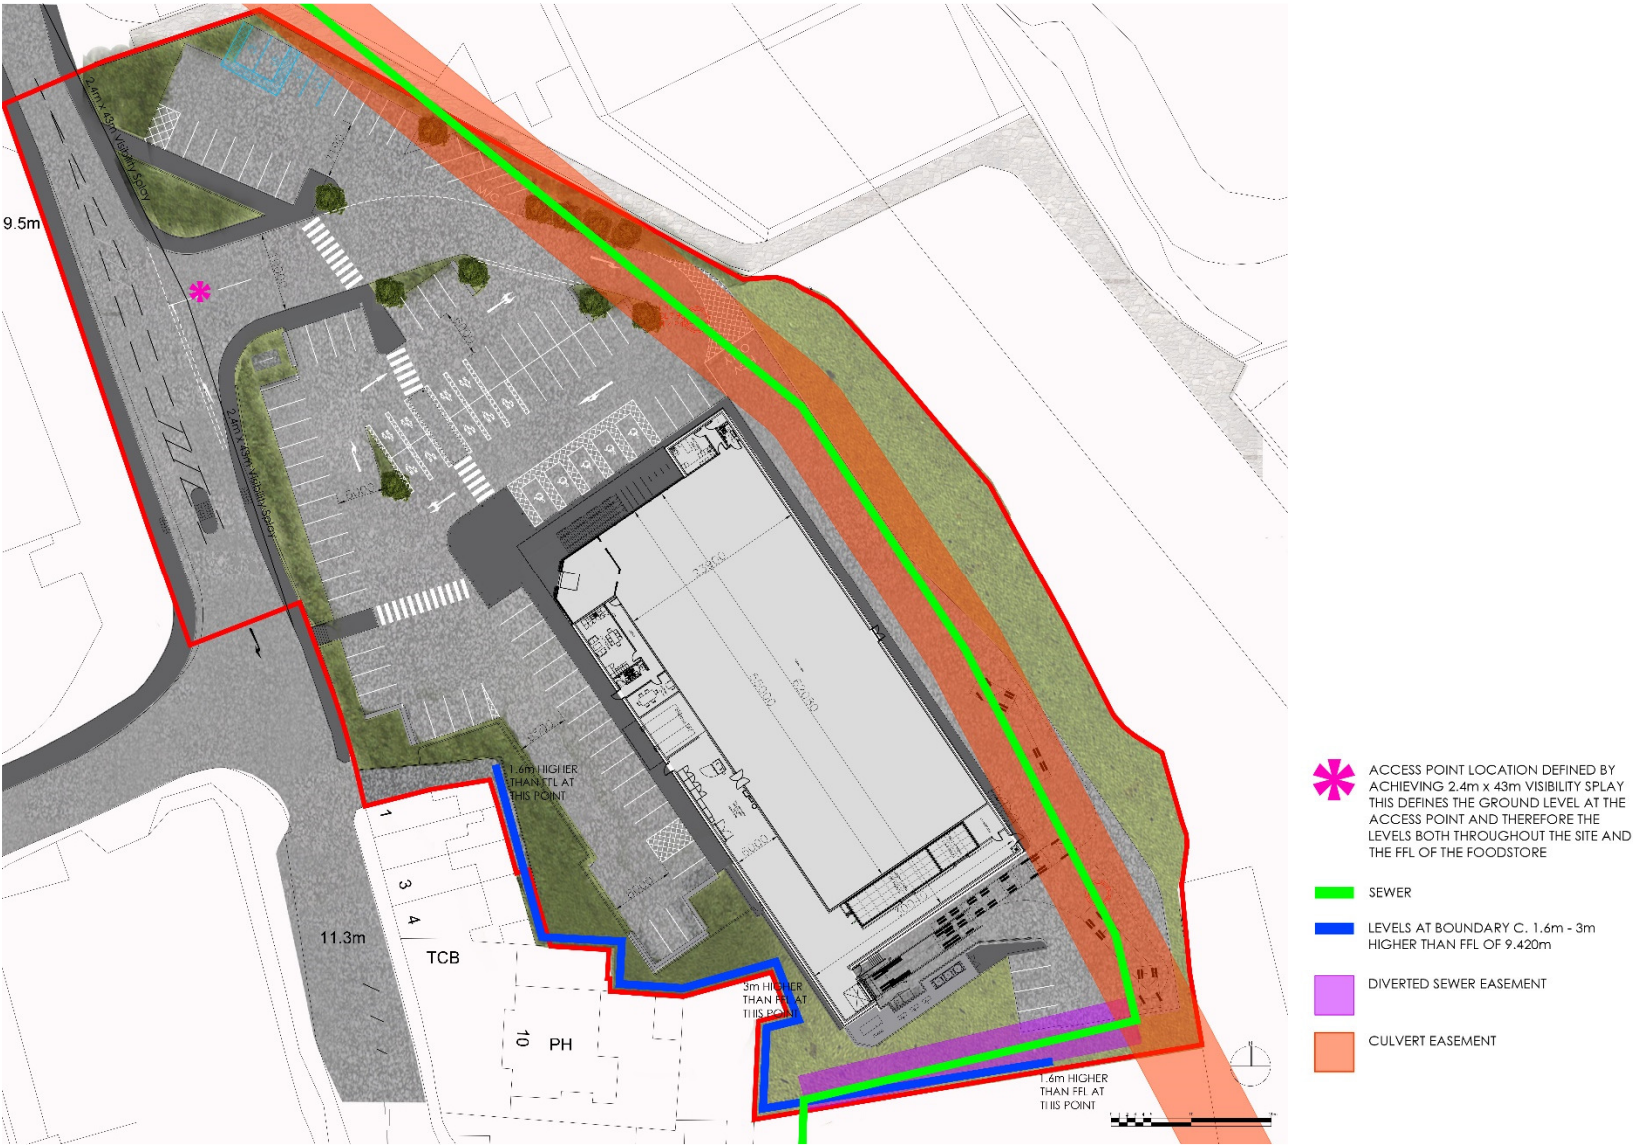 2.4m x 43m Visibility Splay
9.5m
2.4m x 43m Visibility Splay
1.6m HIGHER
THAN FFL AT
THIS POINT
1
3
4
11.3m
TCB
3m HIGHER
THAN FFL AT
THIS POINT
10
PH
1.6m HIGHER
THAN FFL AT
THIS POINT
ACCESS POINT LOCATION DEFINED BY
ACHIEVING 2.4m x 43m VISIBILITY SPLAY
THIS DEFINES THE GROUND LEVEL AT THE
ACCESS POINT AND THEREFORE THE
LEVELS BOTH THROUGHOUT THE SITE AND
THE FFL OF THE FOODSTORE
SEWER
LEVELS AT BOUNDARY C. 1.6m - 3m
HIGHER THAN FFL OF 9.420m
DIVERTED SEWER EASEMENT
CULVERT EASEMENT